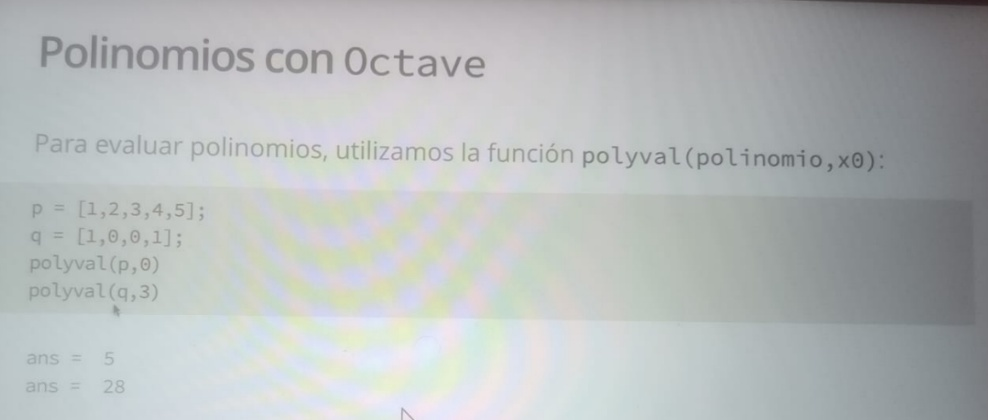 Polinomios con Octave
Para evaluar polinomios, utilizamos la función polyval(polinomio,x0):
p = [1,2,3,4,5];
q = [1,0,0,1];
polyval(p,0)
polyval(q,3)
ans = 5
ans = 28